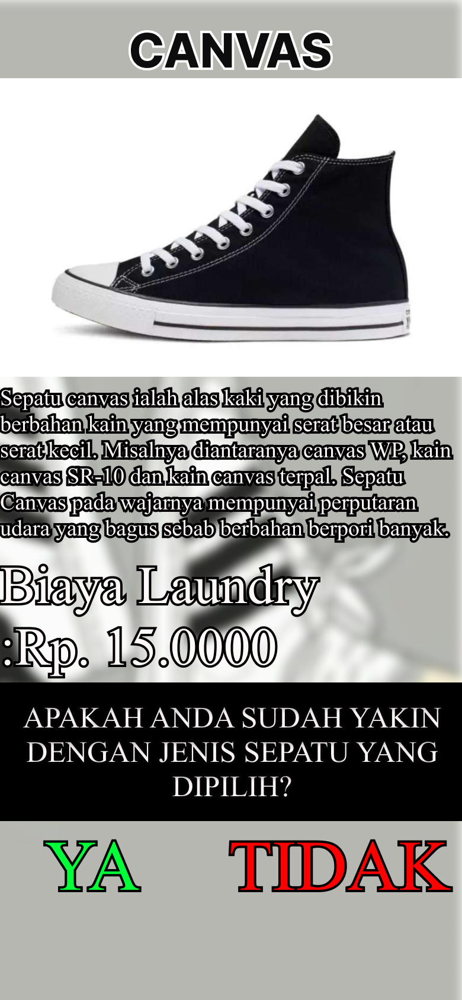 CANVAS
Sepatu canvas ialah alas kaki yang dibikin
berbahan kain yang mempunyai serat besar atau
serat kecil. Misalnya diantaranya canvas WP, kain
canvas SR-10 dan kain canvas terpal. Sepatu
Canvas pada wajarnya mempunyai perputaran
udara yang bagus sebab berbahan berpori banyak.
Biaya Laundry
:Rp. 15.0000
APAKAH ANDA SUDAH YAKIN
DENGAN JENIS SEPATU YANG
DIPILIH?
YA TIDAK